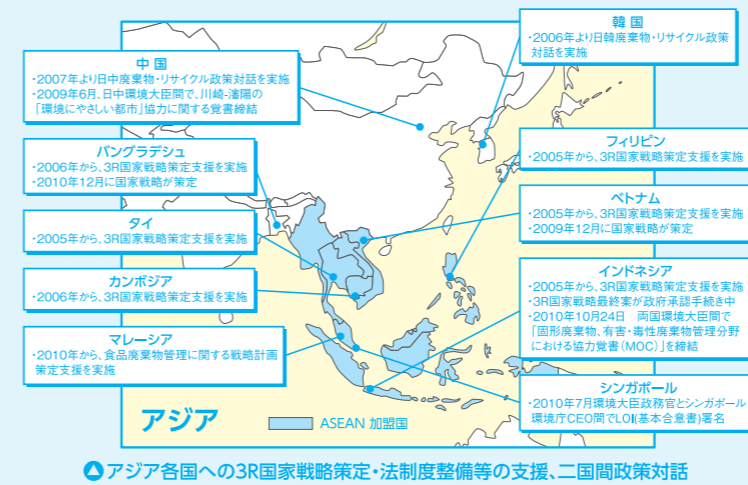 中 国
・2007年より日中廃棄物・リサイクル政策対話を実施
・2009年6月、日中環境大臣間で、川崎-瀋陽の
「環境にやさしい都市」協力に関する覚書締結
バングラデシュ
・2006年から、3R国家戦略策定支援を実施
・2010年12月に国家戦略が策定
タイ
・2005年から、3R国家戦略策定支援を実施
カンボジア
・2006年から、3R国家戦略策定支援を実施
マレーシア
・2010年から、食品廃棄物管理に関する戦略計画
策定支援を実施
韓 国
・2006年より日韓廃棄物・リサイクル政策
対話を実施
フィリピン
・2005年から、3R国家戦略策定支援を実施
ベトナム
・2005年から、3R国家戦略策定支援を実施
・2009年12月に国家戦略が策定
インドネシア
・2005年から、3R国家戦略策定支援を実施
・3R国家戦略最終案が政府承認手続き中
・2010年10月24日 両国環境大臣間で
「固形廃棄物、有害・毒性廃棄物管理分野
における協力覚書(MOC)」を締結
シンガポール
・2010年7月環境大臣政務官とシンガポール
環境庁CEO間でLOI(基本合意書)署名
アジア
ASEAN 加盟国
アジア各国への3R国家戦略策定・法制度整備等の支援、二国間政策対話